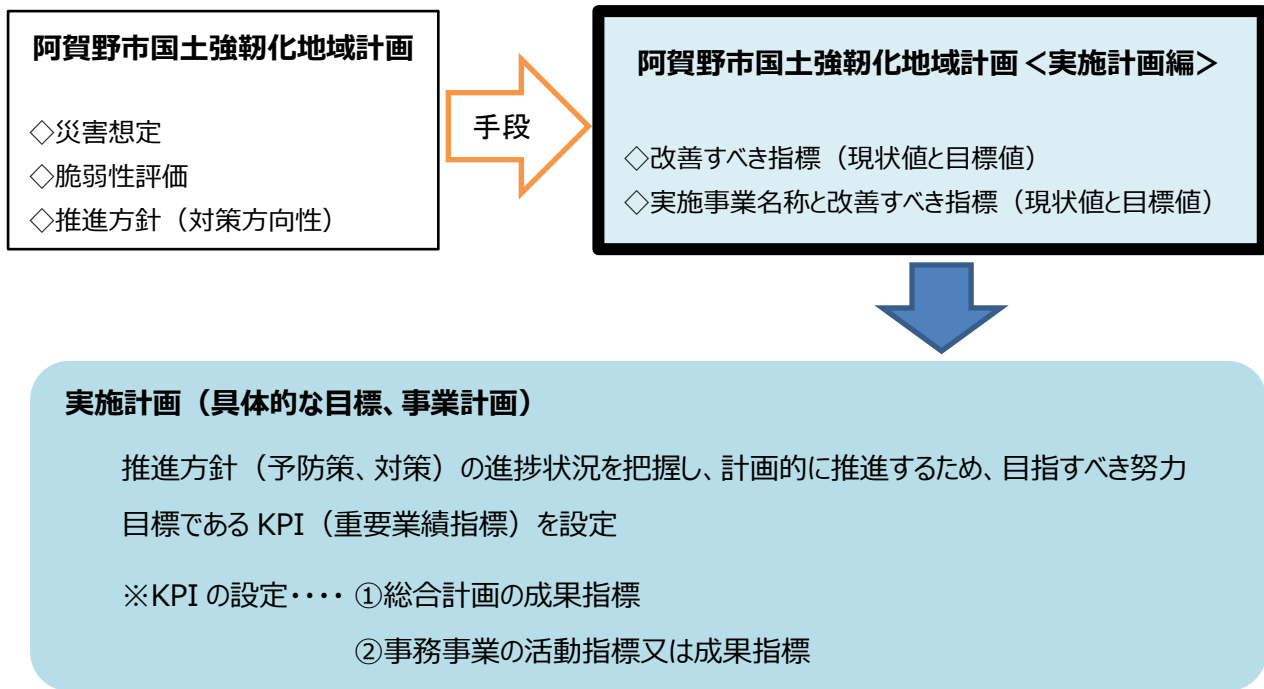 阿賀野市国土強靭化地域計画
◇災害想定
◇脆弱性評価
◇推進方針（対策方向性）
手段
阿賀野市国土強靭化地域計画＜実施計画編＞
◇改善すべき指標（現状値と目標値）
◇実施事業名称と改善すべき指標（現状値と目標値）
実施計画（具体的な目標、事業計画）
推進方針（予防策、対策）の進捗状況を把握し、計画的に推進するため、目指すべき努力
目標である KPI（重要業績指標）を設定
※KPI の設定・・・・ ①総合計画の成果指標
②事務事業の活動指標又は成果指標